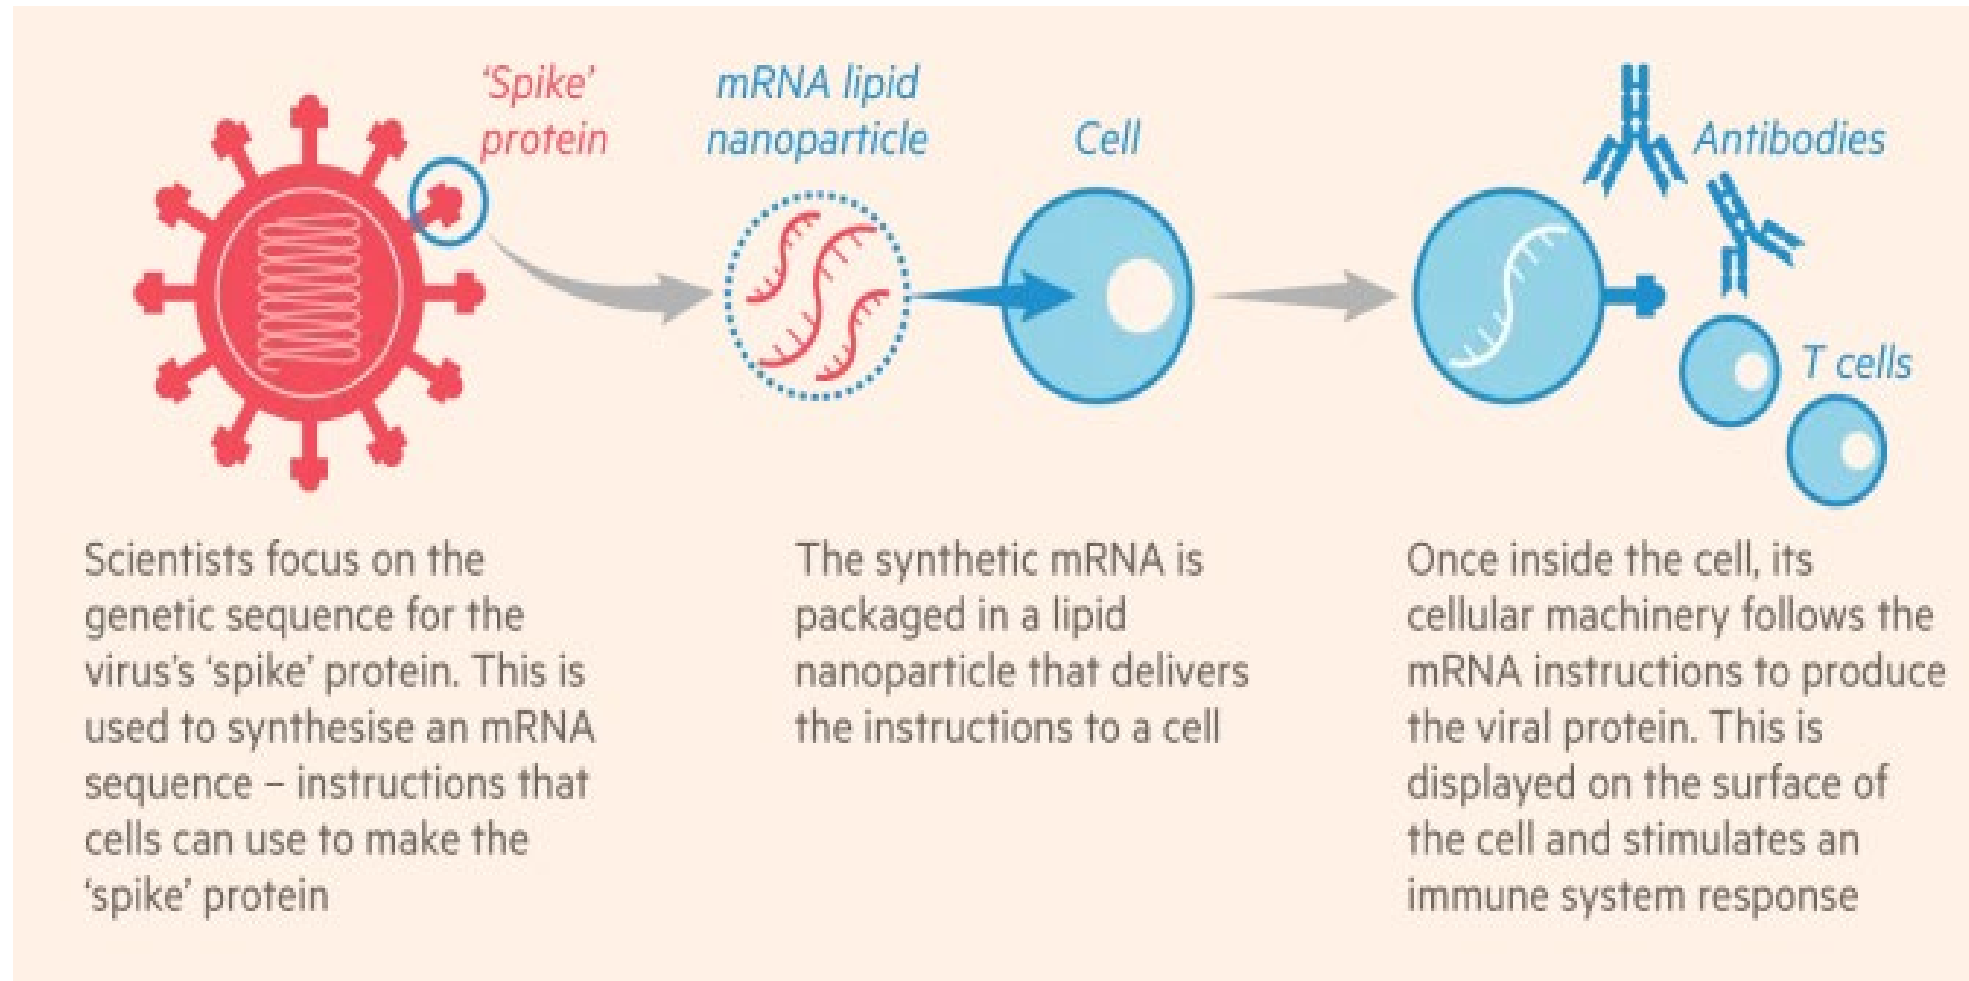 ‘Spike’
protein
mRNA lipid
nanoparticle
Cell
Antibodies
T cells
Scientists focus on the
genetic sequence for the
virus’s ‘spike’ protein. This is
used to synthesise an mRNA
sequence – instructions that
cells can use to make the
‘spike’ protein
The synthetic mRNA is
packaged in a lipid
nanoparticle that delivers
the instructions to a cell
Once inside the cell, its
cellular machinery follows the
mRNA instructions to produce
the viral protein. This is
displayed on the surface of
the cell and stimulates an
immune system response